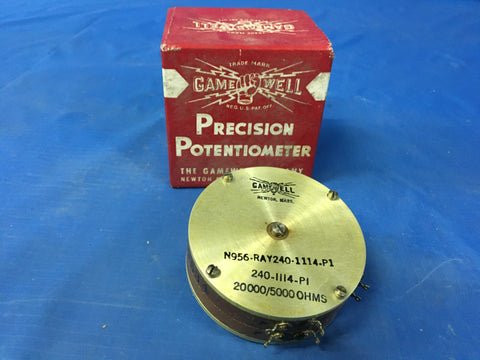 GAMEWELL
TRADE MARK
GAMEWELL
REG. U.S. PAT. OFF.
PRECISION
POTENTIOMETER
THE GAMEWELL
NEWTON
GAMEWELL
NEWTON, MASS.
N956-RAY240-1114-P1
240-1114-P1
20000/5000 OHMS